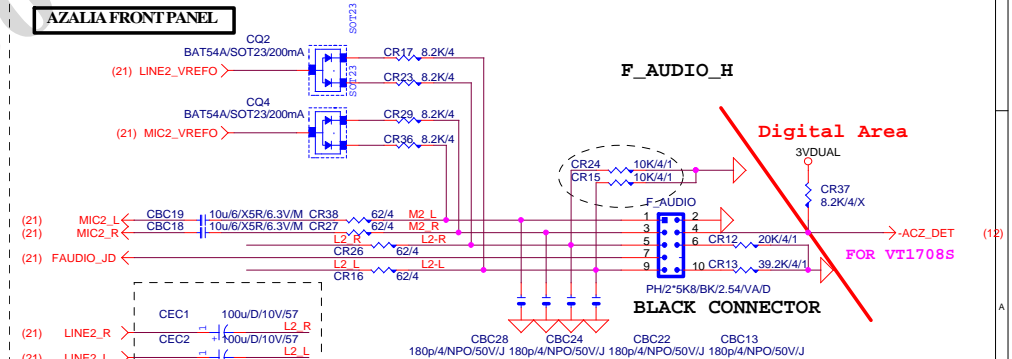 AZALIA FRONT PANEL
SOT23
CQ2
BAT54A/SOT23/200mA
CR17 8.2K/4
(21) LINE2_VREFO
SOT23
CR23 8.2K/4
F_AUDIO_H
CQ4
BAT54A/SOT23/200mA
CR29 8.2K/4
(21) MIC2_VREFO
CR36 8.2K/4
Digital Area
3VDUAL
CR24 10K/4/1
CR15 10K/4/1
CR37
8.2K/4/X
F_AUDIO
(21) MIC2_L CBC19 10u/6/X5R/6.3V/M CR38 62/4 M2_L 1 2
(21) MIC2_R CBC18 10u/6/X5R/6.3V/M CR27 62/4 M2_R 3 4 -ACZ_DET (12)
L2_R L2-R 5 6 CR12 20K/4/1
(21) FAUDIO_JD CR26 62/4 7 FOR VT1708S
L2_L L2-L 9 10 CR13 39.2K/4/1
CR16 62/4
PH/2*5K8/BK/2.54/VA/D
BLACK CONNECTOR
CEC1 100u/D/10V/57
(21) LINE2_R 1 + L2_R
CEC2 100u/D/10V/57
(21) LINE2_L 1 L2_L
CBC28 CBC24 CBC22 CBC13
180p/4/NPO/50V/J 180p/4/NPO/50V/J 180p/4/NPO/50V/J 180p/4/NPO/50V/J
A